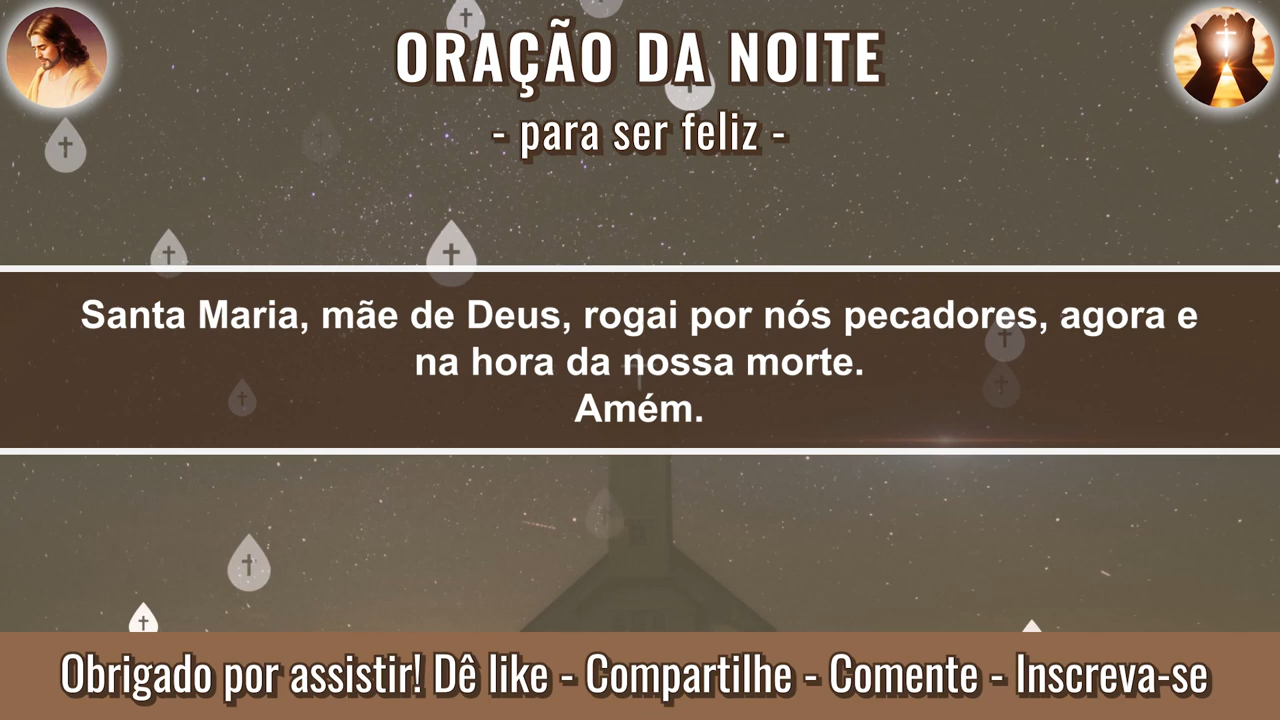 ORAÇÃO DA NOITE
- para ser feliz -
Santa Maria, mãe de Deus, rogai por nós pecadores, agora e
na hora da nossa morte.
Amém.
Obrigado por assistir! Dê like - Compartilhe - Comente - Inscreva-se